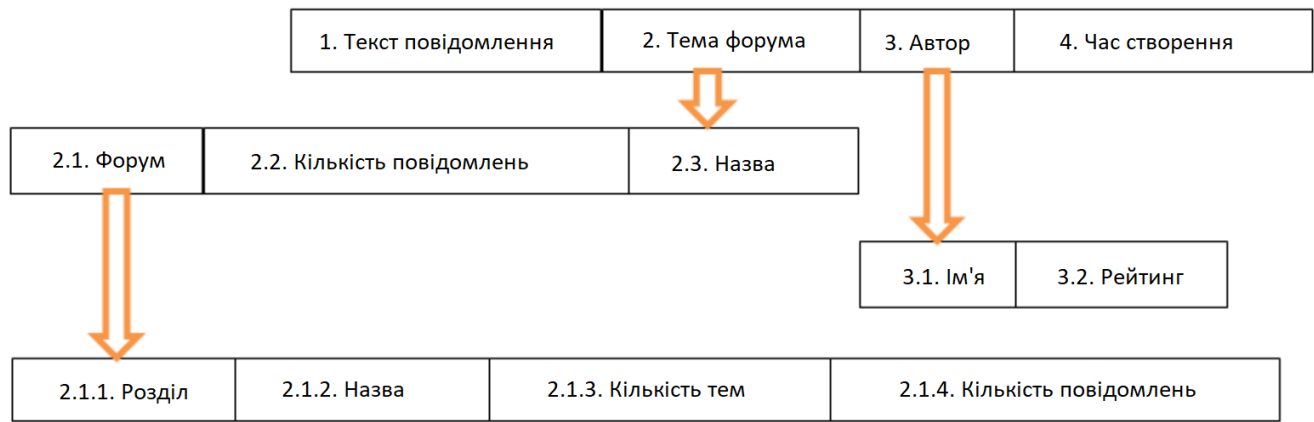 1. Текст повідомлення 2. Тема форума 3. Автор 4. Час створення
2.1. Форум 2.2. Кількість повідомлень 2.3. Назва
3.1. Ім'я 3.2. Рейтинг
2.1.1. Розділ 2.1.2. Назва 2.1.3. Кількість тем 2.1.4. Кількість повідомлень